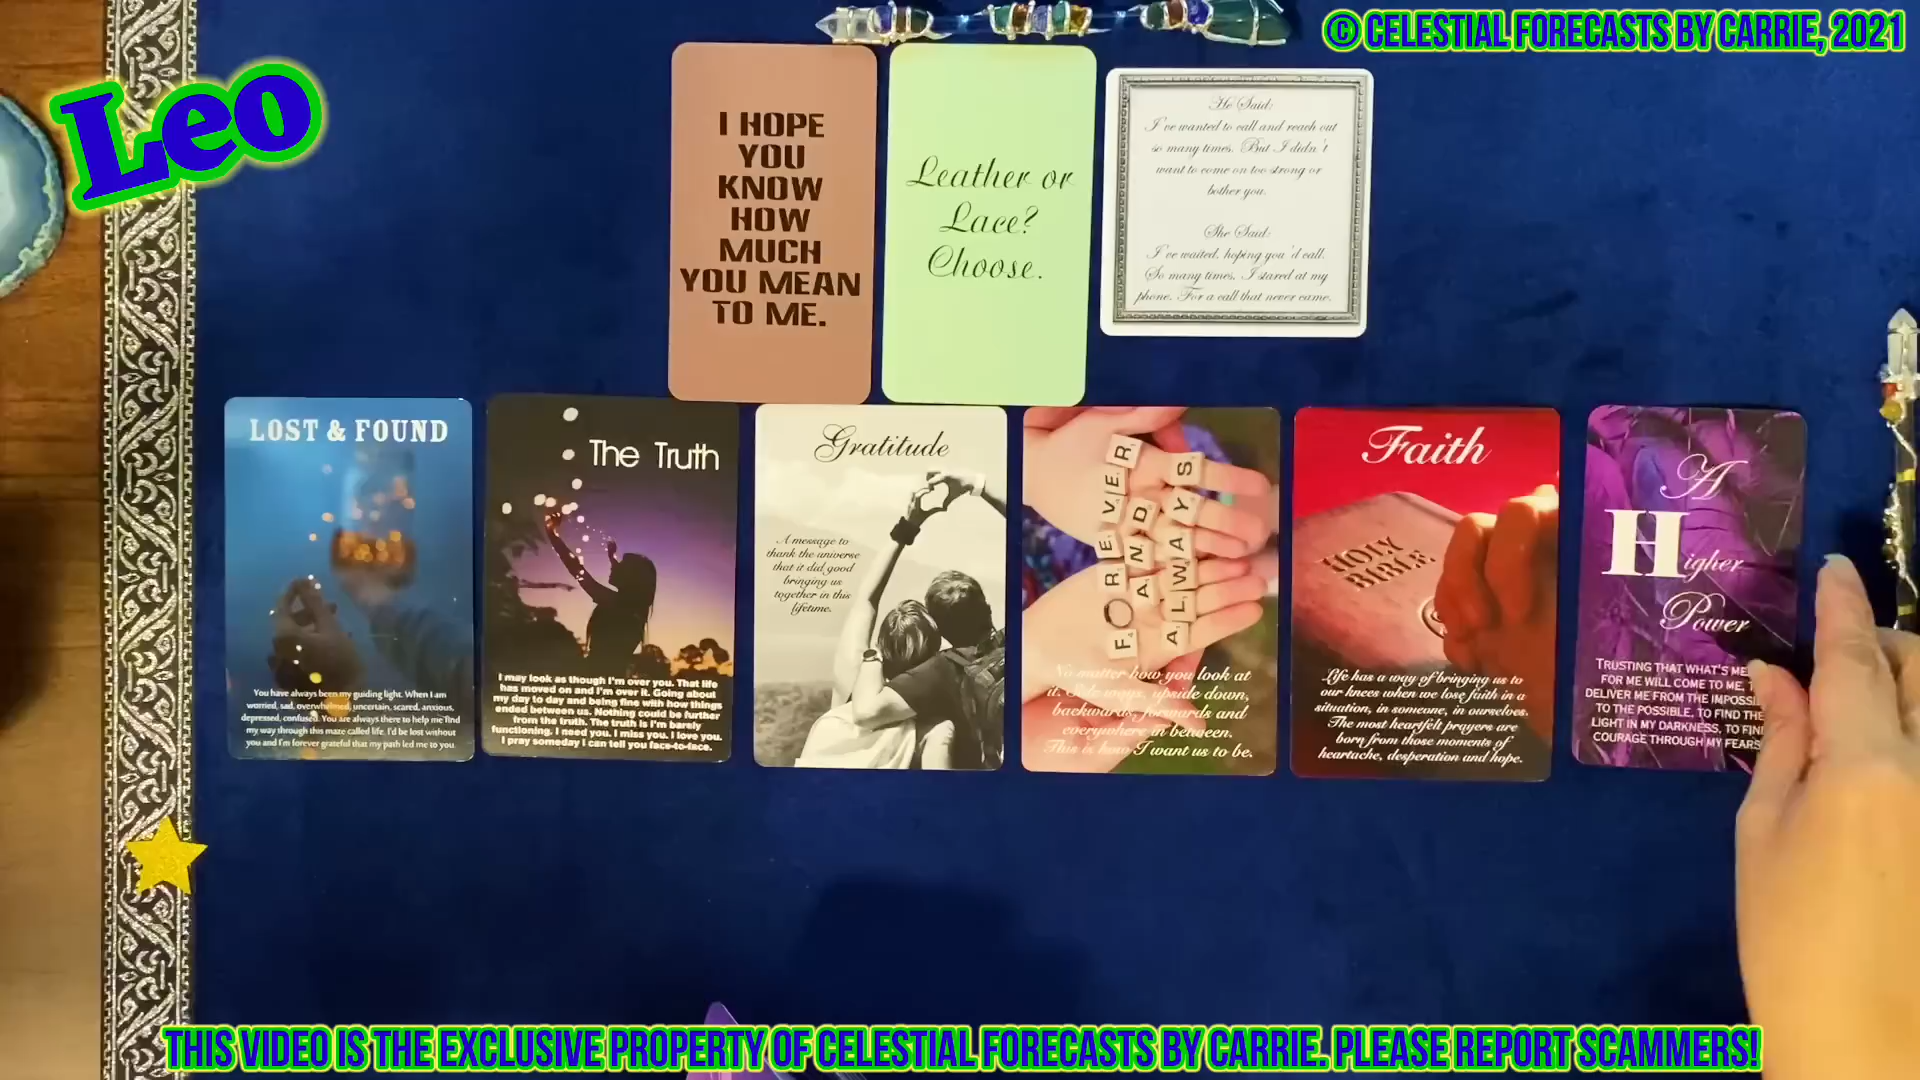 © CELESTIAL FORECASTS BY CARRIE, 2021
Leo
I HOPE
YOU
KNOW
HOW
MUCH
YOU MEAN
TO ME.
Leather or
Lace?
Choose.
He Said:
I've wanted to call and reach out
so many times. But I didn't
want to come on too strong or
bother you.
She Said:
I've waited, hoping you'd call.
So many times, I stared at my
phone. For a call that never came.
LOST & FOUND
You have always been my guiding light. When I am
worried, sad, overwhelmed, uncertain, scared, anxious,
depressed, confused. You are always there to help me find
my way through this maze called life. I'd be lost without
you and I'm forever grateful that my path led me to you.
The Truth
I may look as though I'm over you. That life
has moved on and I'm over it. Going about
my day to day and being fine with how things
ended between us. Nothing could be further
from the truth. The truth is I'm barely
functioning. I need you. I miss you. I love you.
I pray someday I can tell you face-to-face.
Gratitude
A message to
thank the universe
that it did good
bringing us
together in this
lifetime.
FOREVER
AND
ALWAYS
No matter how you look at
it. Side ways, upside down,
backwards, forwards and
everywhere in between.
This is how I want us to be.
Faith
HOLY
BIBLE
Life has a way of bringing us to
our knees when we lose faith in a
situation, in someone, in ourselves.
The most heartfelt prayers are
born from those moments of
heartache, desperation and hope.
A
Higher
Power
TRUSTING THAT WHAT'S ME
FOR ME WILL COME TO ME, T
DELIVER ME FROM THE IMPOSSI
TO THE POSSIBLE, TO FIND THE
LIGHT IN MY DARKNESS, TO FIN
COURAGE THROUGH MY FEARS
THIS VIDEO IS THE EXCLUSIVE PROPERTY OF CELESTIAL FORECASTS BY CARRIE. PLEASE REPORT SCAMMERS!